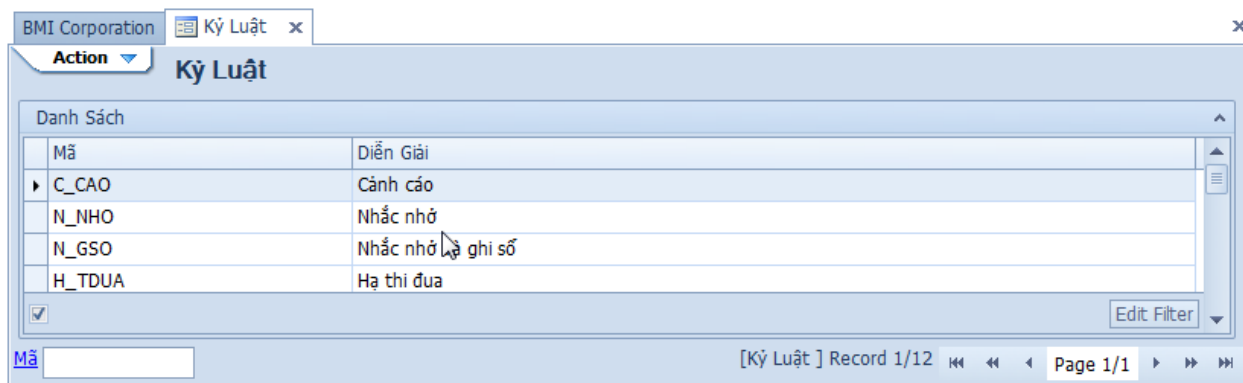 BMI Corporation Kỷ Luật
Action
Kỷ Luật
Danh Sách
Mã Diễn Giải
C_CAO Cảnh cáo
N_NHO Nhắc nhở
N_GSO Nhắc nhở và ghi sổ
H_TDUA Hạ thi đua
Edit Filter
Mã [Kỷ Luật ] Record 1/12 Page 1/1